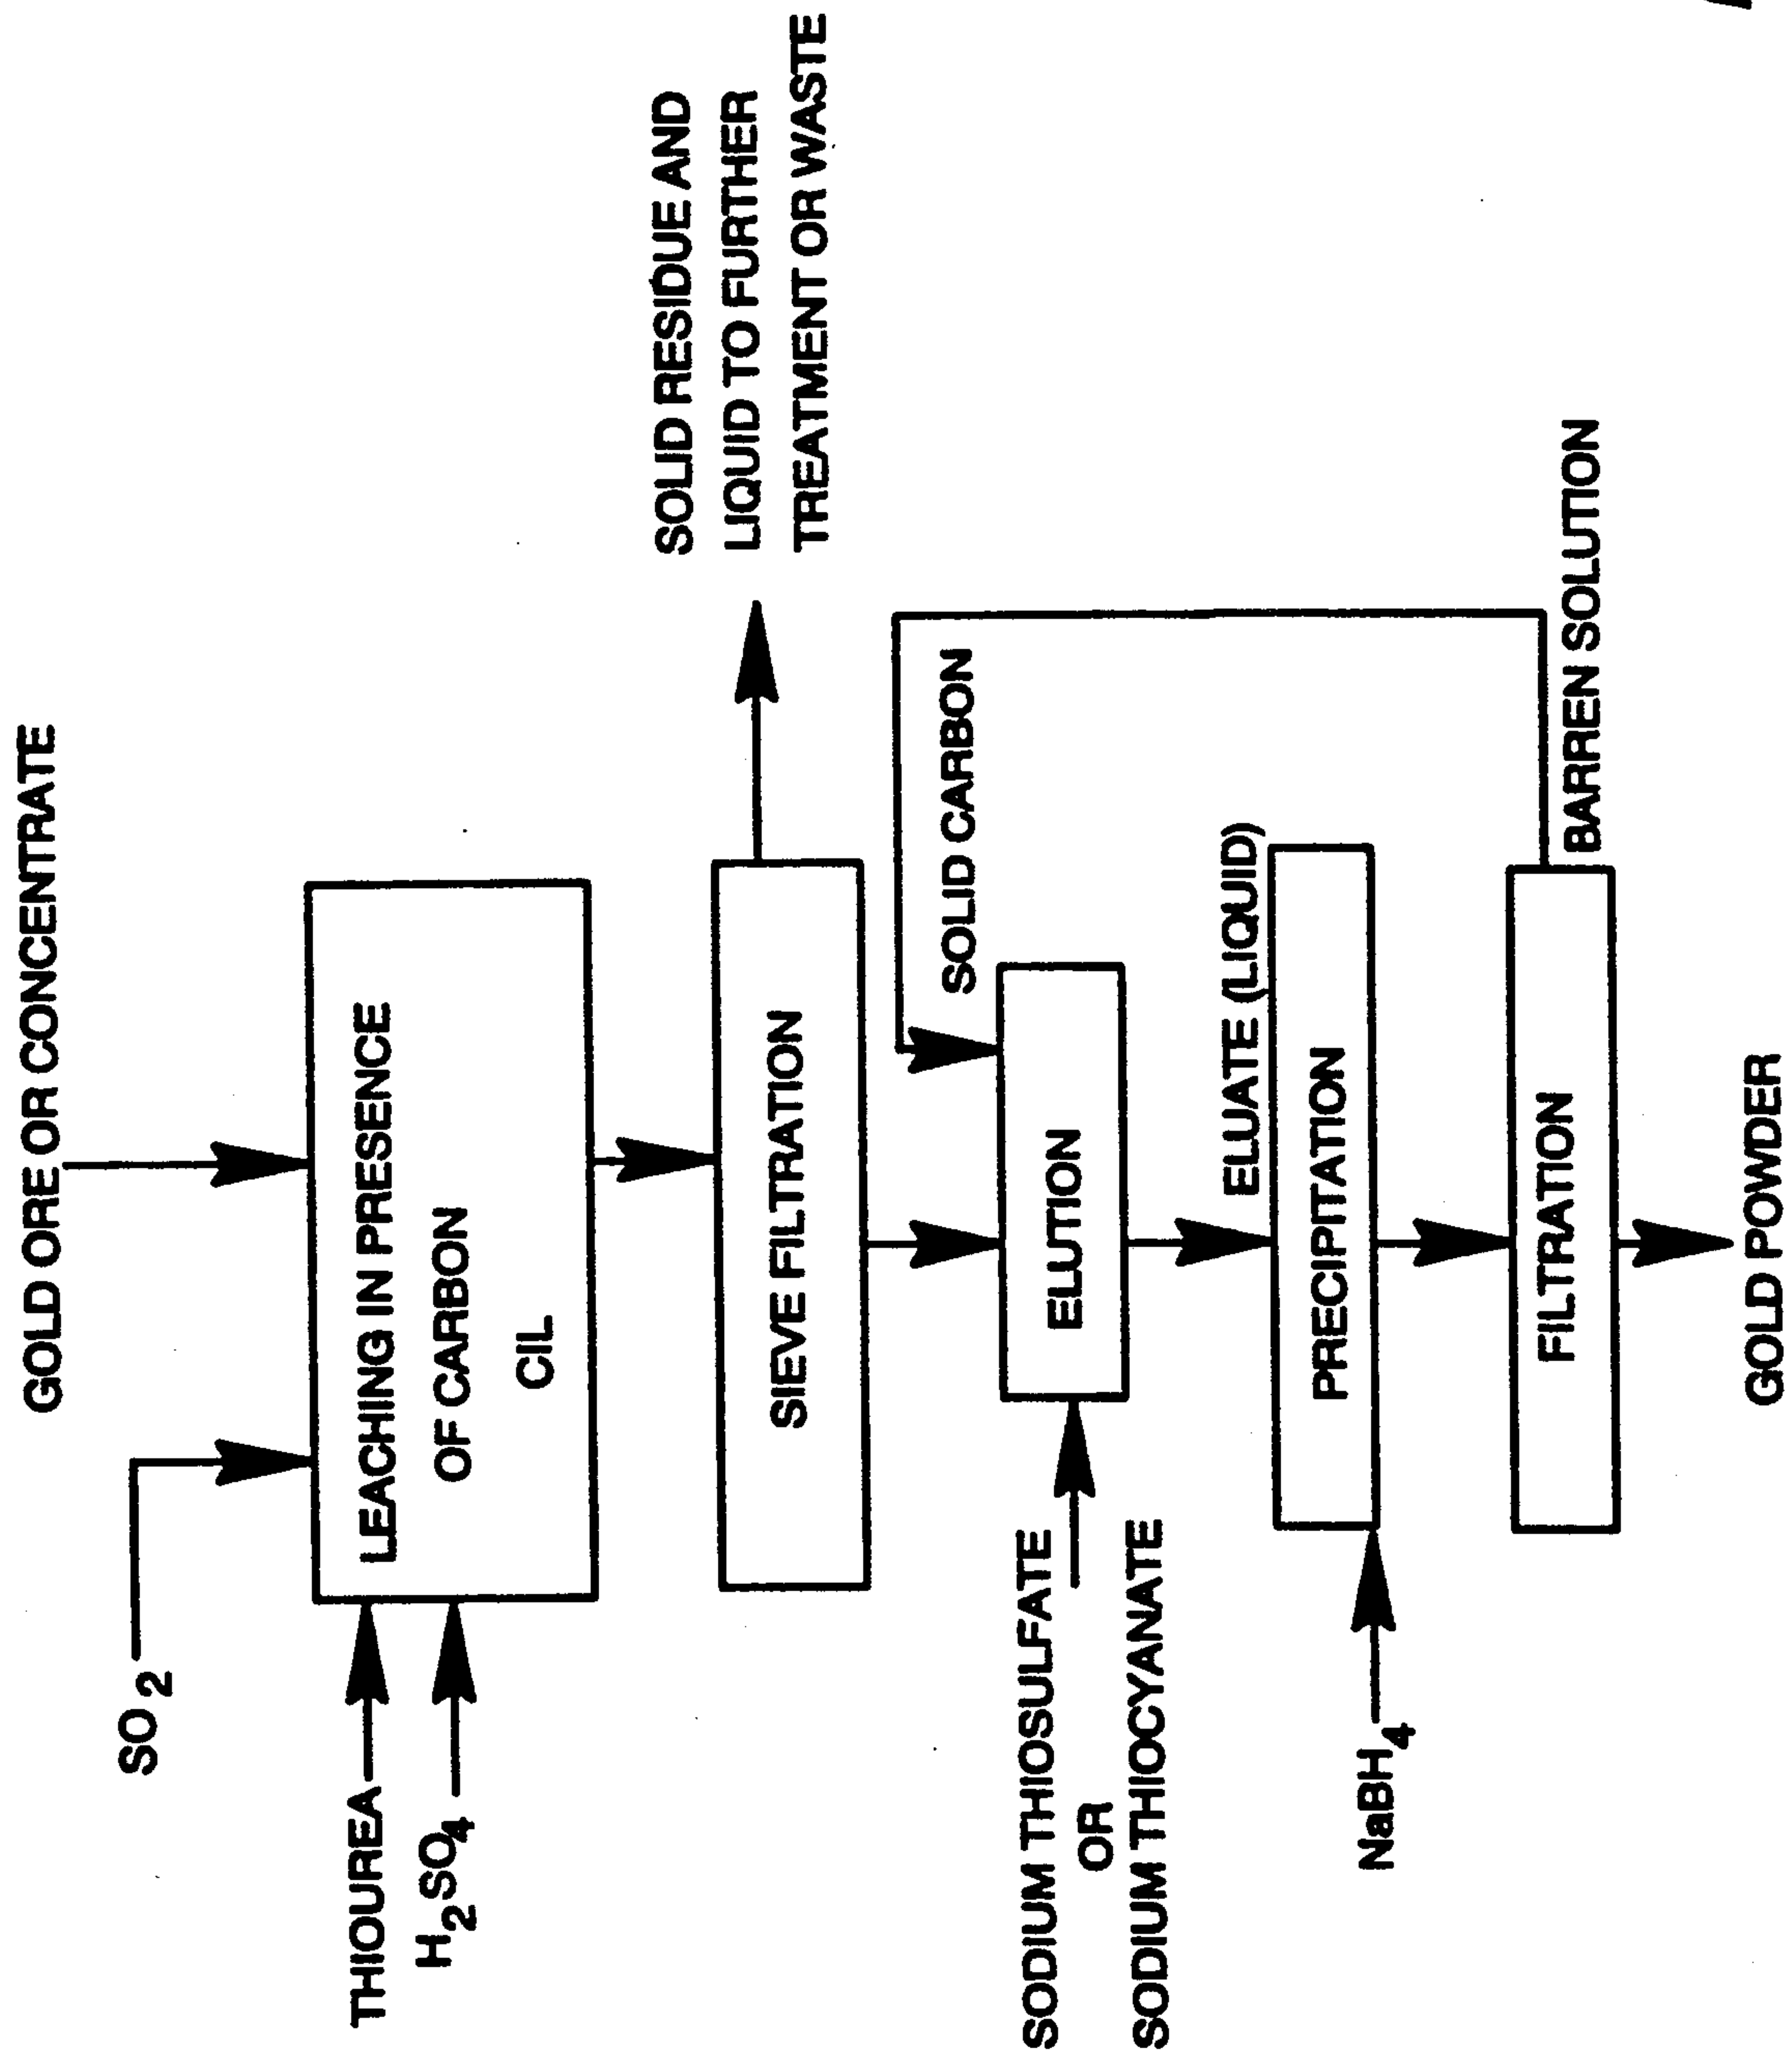 GOLD ORE OR CONCENTRATE
SO2
THIOUREA
H2SO4
LEACHING IN PRESENCE
OF CARBON
CIL
SIEVE FILTRATION
SOLID RESIDUE AND
LIQUID TO FURTHER
TREATMENT OR WASTE
SOLID CARBON
SODIUM THIOSULFATE
OR
SODIUM THIOCYANATE
ELUTION
ELUATE (LIQUID)
NaBH4
PRECIPITATION
FILTRATION
BARREN SOLUTION
GOLD POWDER